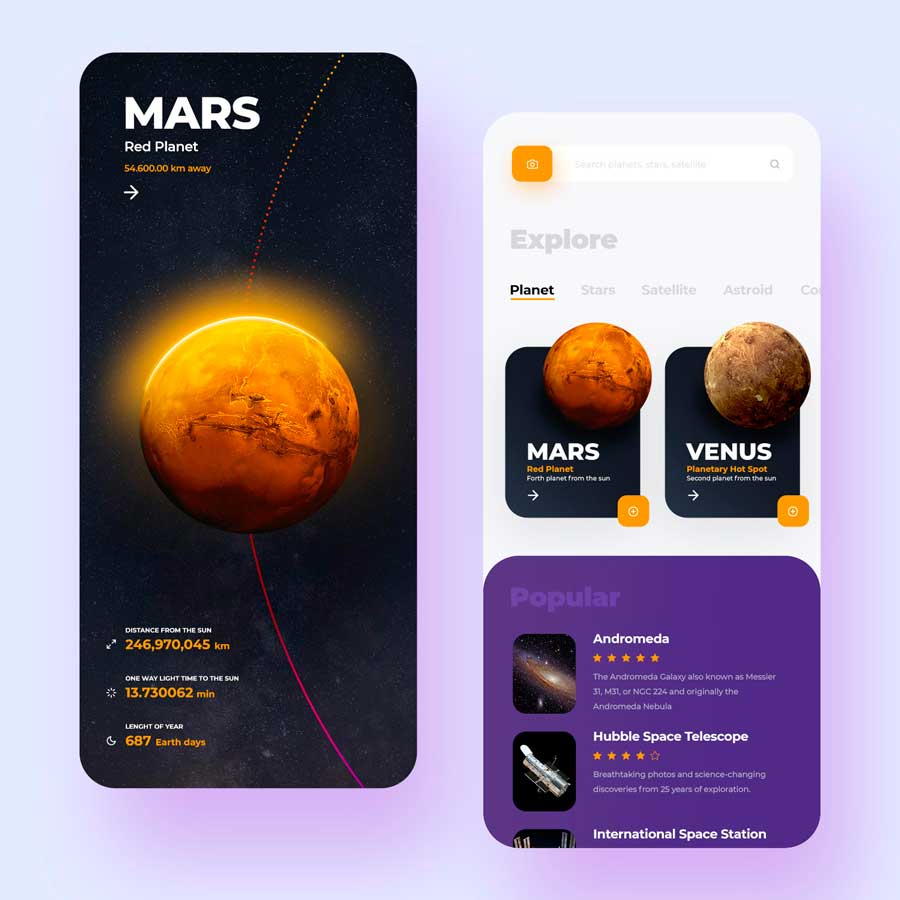 MARS
Red Planet
54.600.00 km away
DISTANCE FROM THE SUN
246,970,045 km
ONE WAY LIGHT TIME TO THE SUN
13.730062 min
LENGHT OF YEAR
687 Earth days
Search planets, stars, satellite
Explore
Planet Stars Satellite Astroid
MARS
Red Planet
Forth planet from the sun
VENUS
Planetary Hot Spot
Second planet from the sun
Popular
Andromeda
The Andromeda Galaxy also known as Messier
31, M31, or NGC 224 and originally the
Andromeda Nebula
Hubble Space Telescope
Breathtaking photos and science-changing
discoveries from 25 years of exploration.
International Space Station